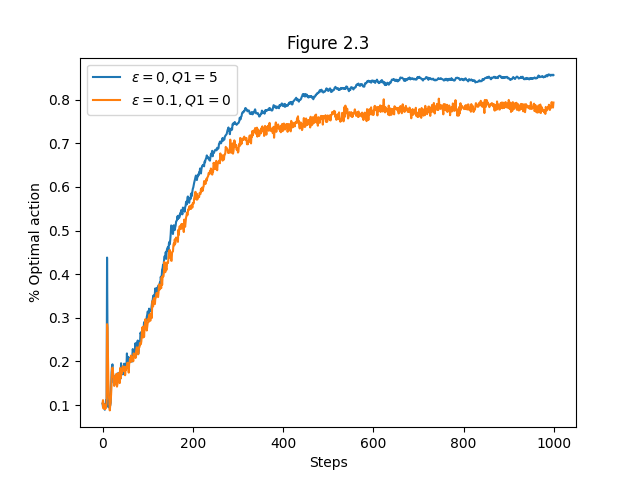 Figure 2.3
ε = 0, Q1 = 5
ε = 0.1, Q1 = 0
% Optimal action
0.8
0.7
0.6
0.5
0.4
0.3
0.2
0.1
0 200 400 600 800 1000
Steps